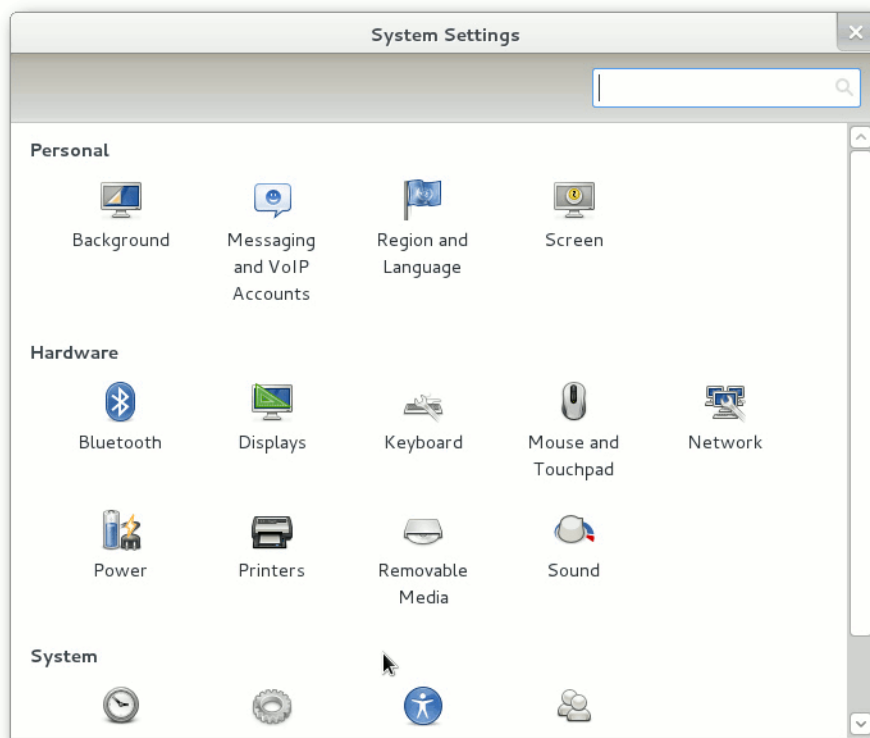 System Settings
Personal
Background
Messaging
and VoIP
Accounts
Region and
Language
Screen
Hardware
Bluetooth
Displays
Keyboard
Mouse and
Touchpad
Network
Power
Printers
Removable
Media
Sound
System